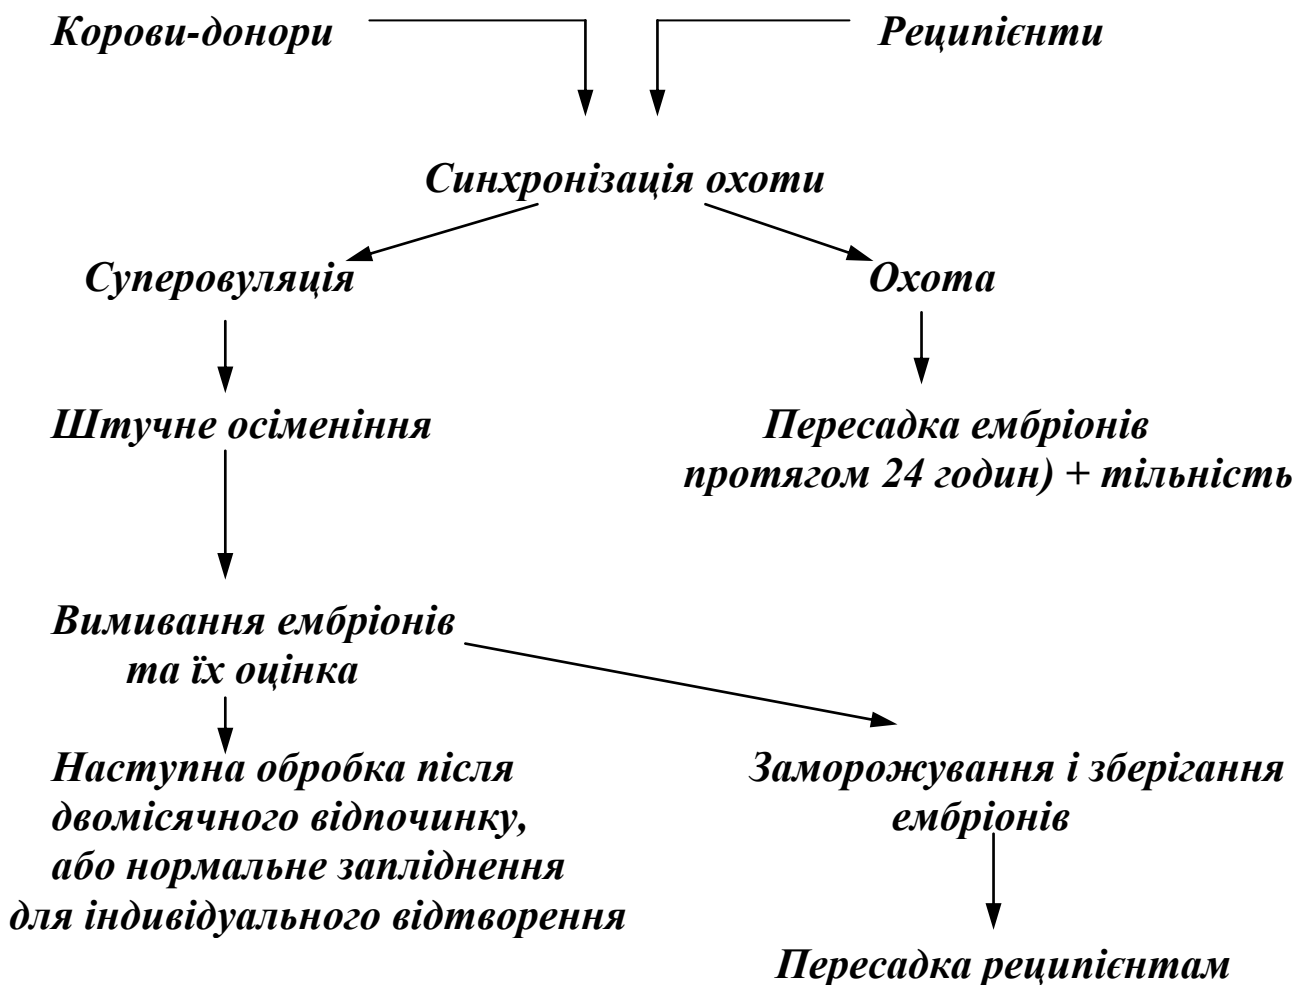 Корови-донори
Реципієнти
Синхронізація охоти
Суперовуляція
Охота
Штучне осіменіння
Пересадка ембріонів
протягом 24 годин) + тільність
Вимивання ембріонів
та їх оцінка
Наступна обробка після
двомісячного відпочинку,
або нормальне запліднення
для індивідуального відтворення
Заморожування і зберігання
ембріонів
Пересадка реципієнтам